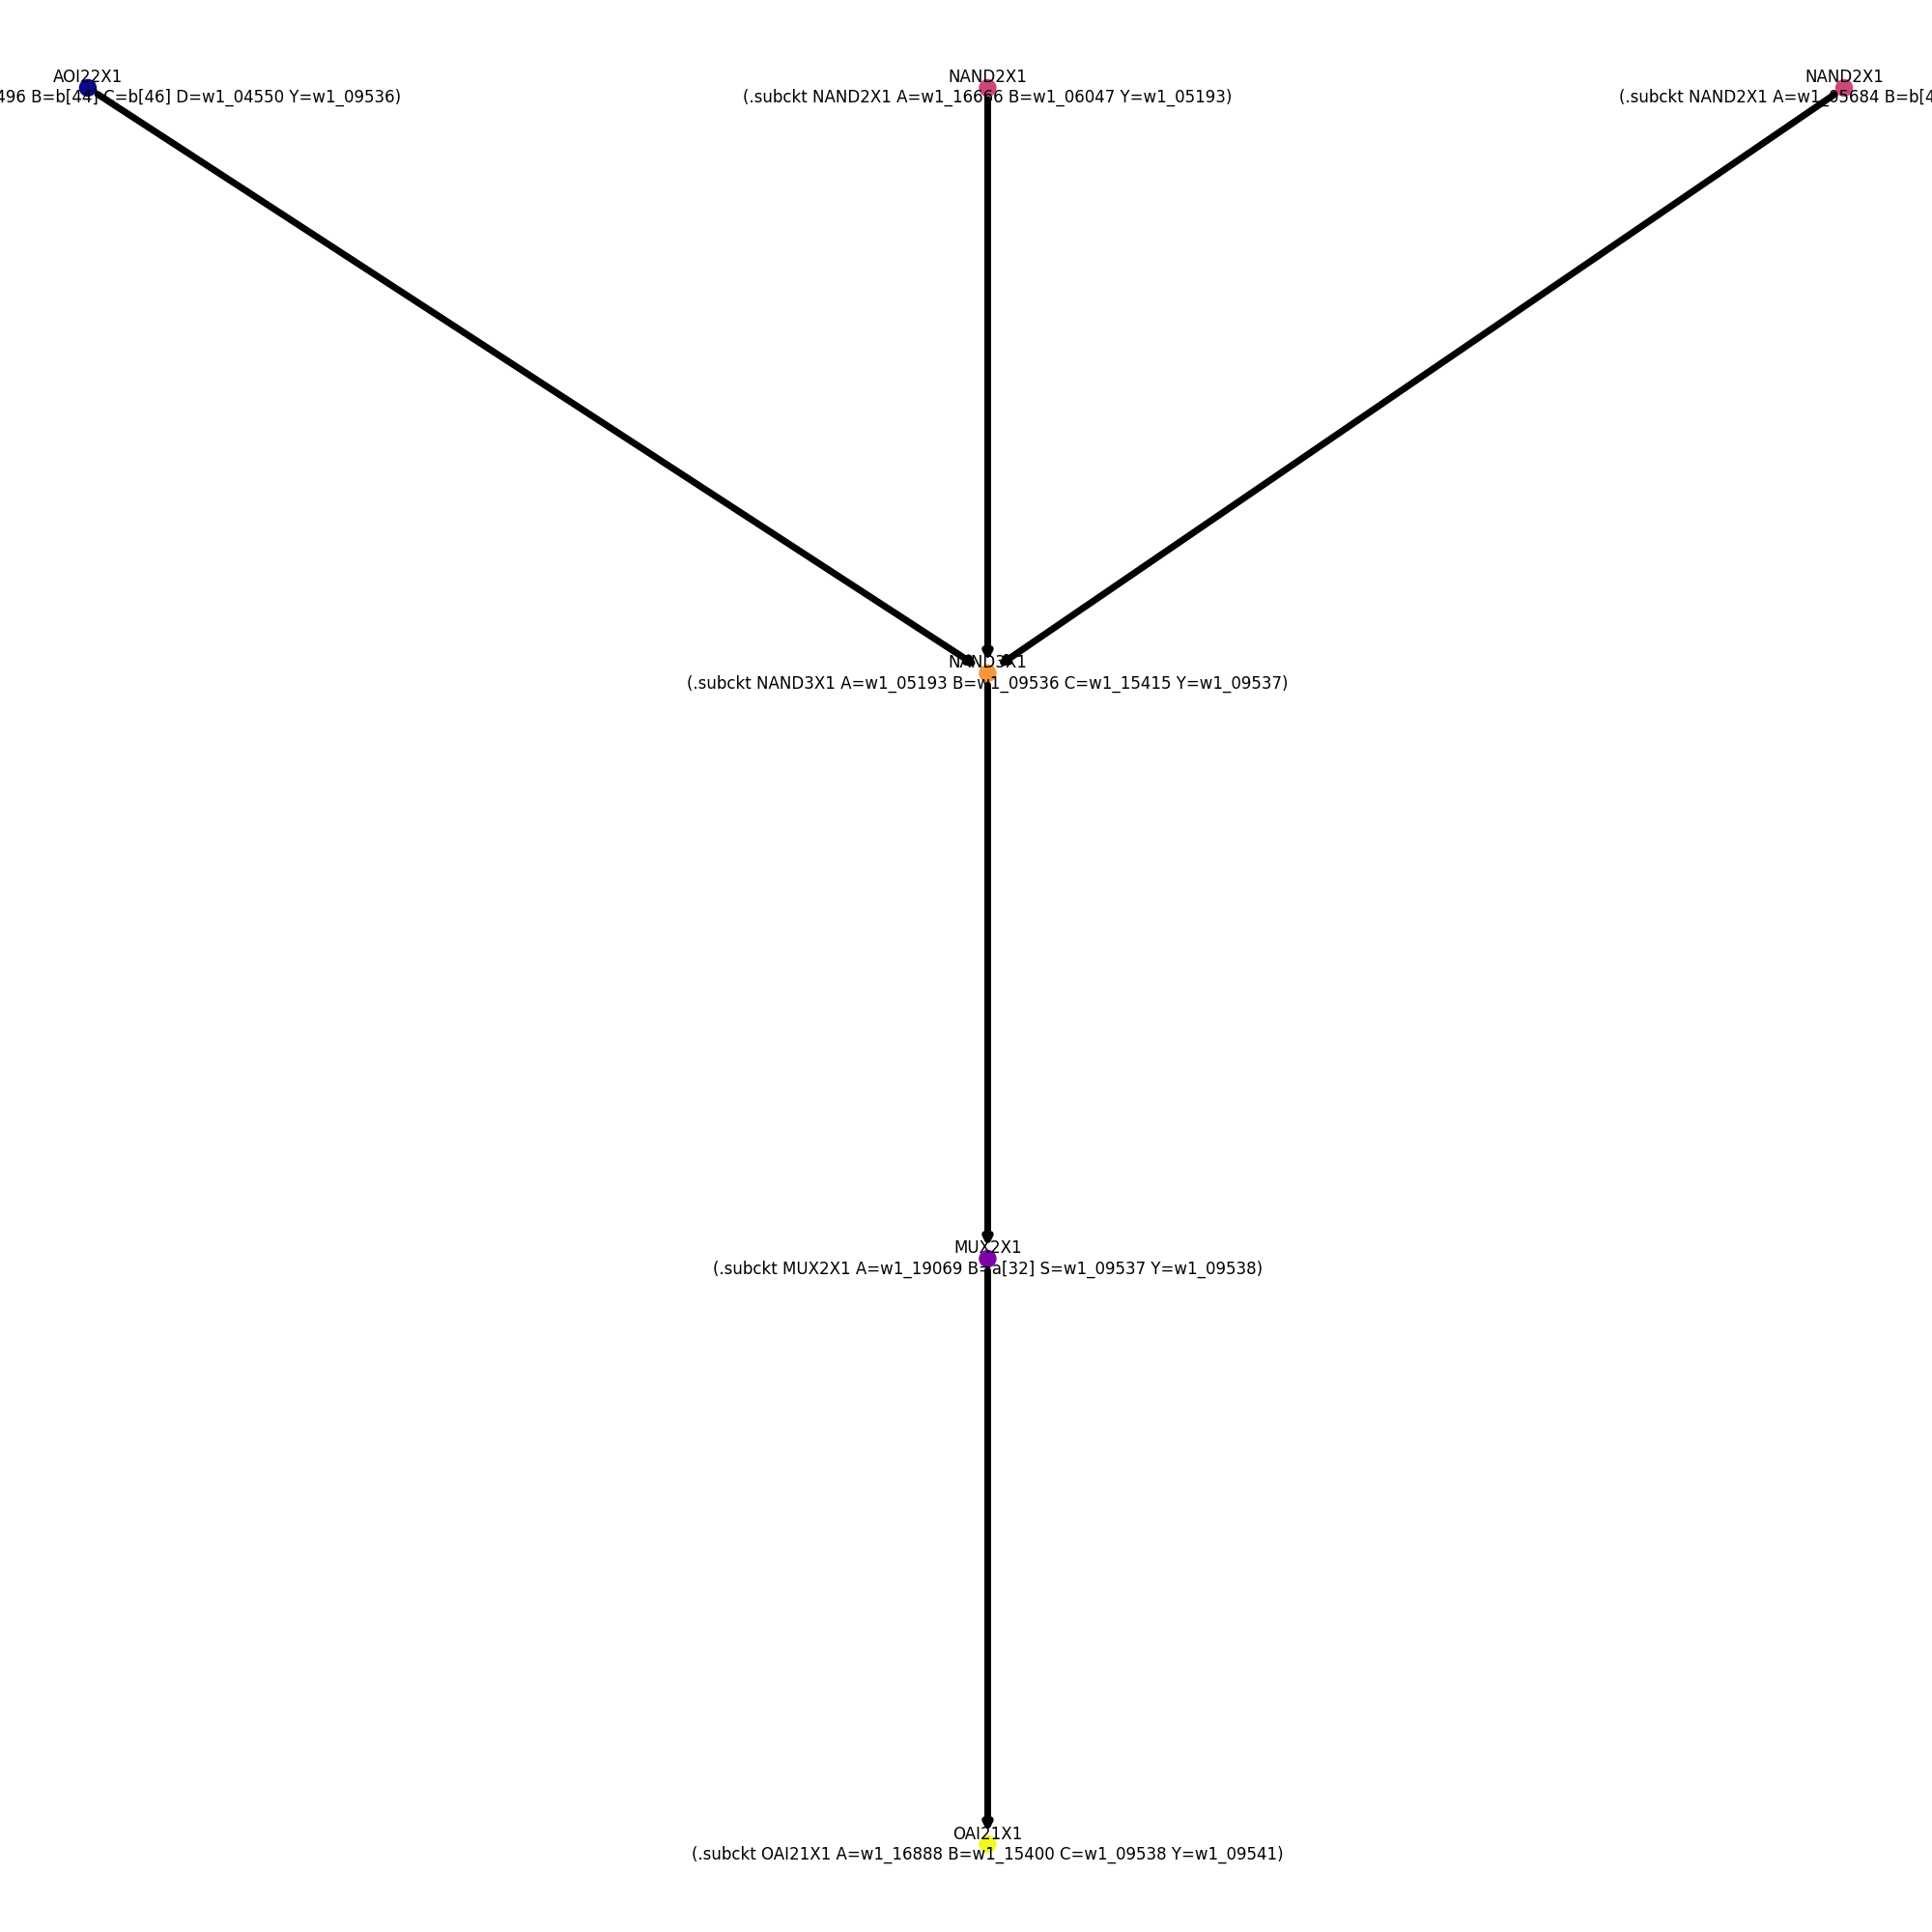 AOI22X1
496 B=b[44] C=b[46] D=w1_04550 Y=w1_09536)
NAND2X1
(.subckt NAND2X1 A=w1_16666 B=w1_06047 Y=w1_05193)
NAND2X1
(.subckt NAND2X1 A=w1_05684 B=b[4
NAND3X1
(.subckt NAND3X1 A=w1_05193 B=w1_09536 C=w1_15415 Y=w1_09537)
MUX2X1
(.subckt MUX2X1 A=w1_19069 B=a[32] S=w1_09537 Y=w1_09538)
OAI21X1
(.subckt OAI21X1 A=w1_16888 B=w1_15400 C=w1_09538 Y=w1_09541)